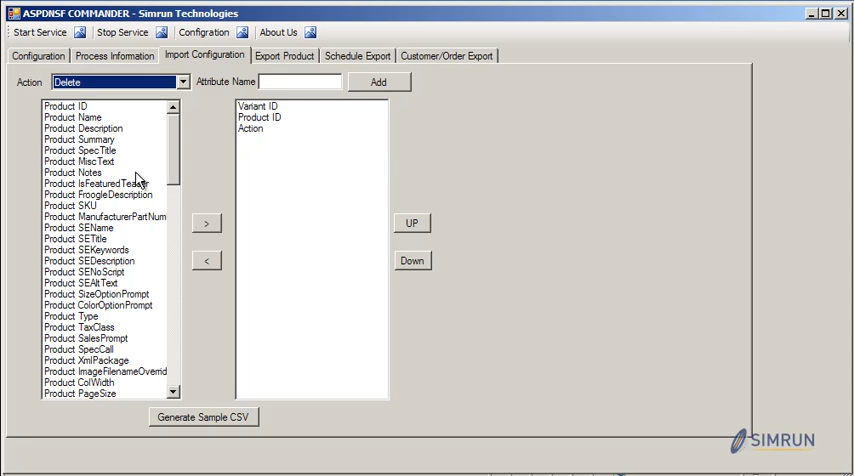 ASPDNSF COMMANDER - Simrun Technologies
Start Service Stop Service Configration About Us
Configuration Process Information Import Configuration Export Product Schedule Export Customer/Order Export
Action Delete Attribute Name Add
Product ID
Product Name
Product Description
Product Summary
Product SpecTitle
Product MiscText
Product Notes
Product IsFeaturedTeaser
Product FroogleDescription
Product SKU
Product ManufacturerPartNum
Product SEName
Product SETitle
Product SEKeywords
Product SEDescription
Product SENoScript
Product SEAltText
Product SizeOptionPrompt
Product ColorOptionPrompt
Product Type
Product TaxClass
Product SalesPrompt
Product SpecCall
Product XmlPackage
Product ImageFilenameOverrid
Product ColWidth
Product PageSize
>
<
Variant ID
Product ID
Action
UP
Down
Generate Sample CSV
SIMRUN